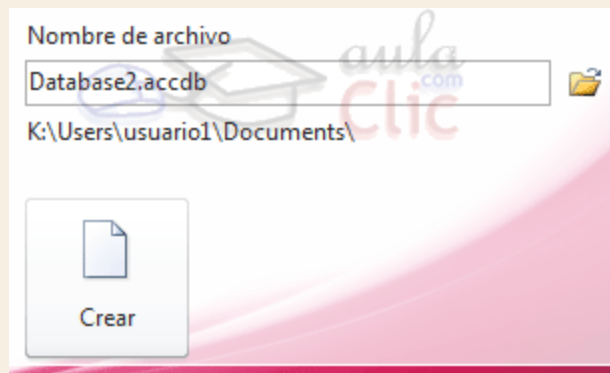 Nombre de archivo
aula
Database2.accdb
.com
Clic
K:\Users\usuario1\Documents\
Crear